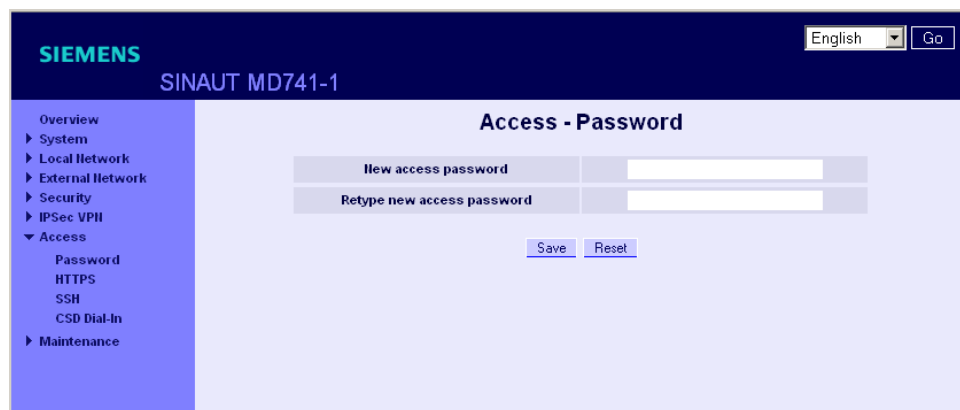 SIEMENS
SINAUT MD741-1
English Go
Overview
System
Local Network
External Network
Security
IPSec VPN
Access
Password
HTTPS
SSH
CSD Dial-In
Maintenance
Access - Password
New access password
Retype new access password
Save Reset